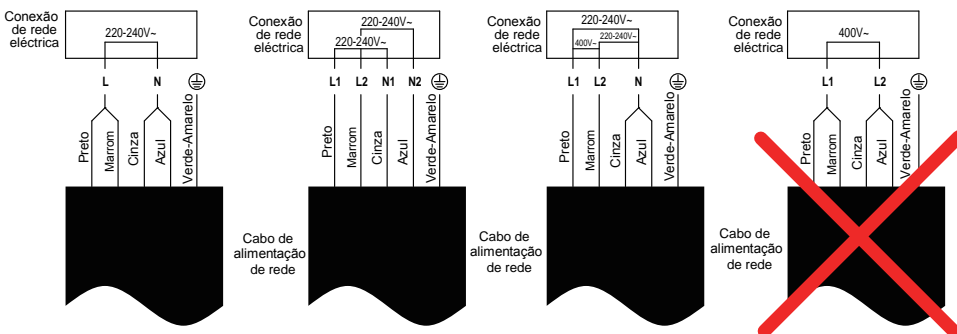 Conexão
de rede
eléctrica
220-240V~
L
N
Preto
Marrom
Cinza
Azul
Verde-Amarelo
Conexão
de rede
eléctrica
220-240V~
220-240V~
L1
L2
N1
N2
Preto
Marrom
Cinza
Azul
Verde-Amarelo
Cabo de
alimentação
de rede
Conexão
de rede
eléctrica
220-240V~
400V~
220-240V~
L1
L2
N
Preto
Marrom
Cinza
Azul
Verde-Amarelo
Cabo de
alimentação
de rede
Conexão
de rede
eléctrica
400V~
L1
L2
Preto
Marrom
Cinza
Azul
Verde-Amarelo
Cabo de
alimentação
de rede